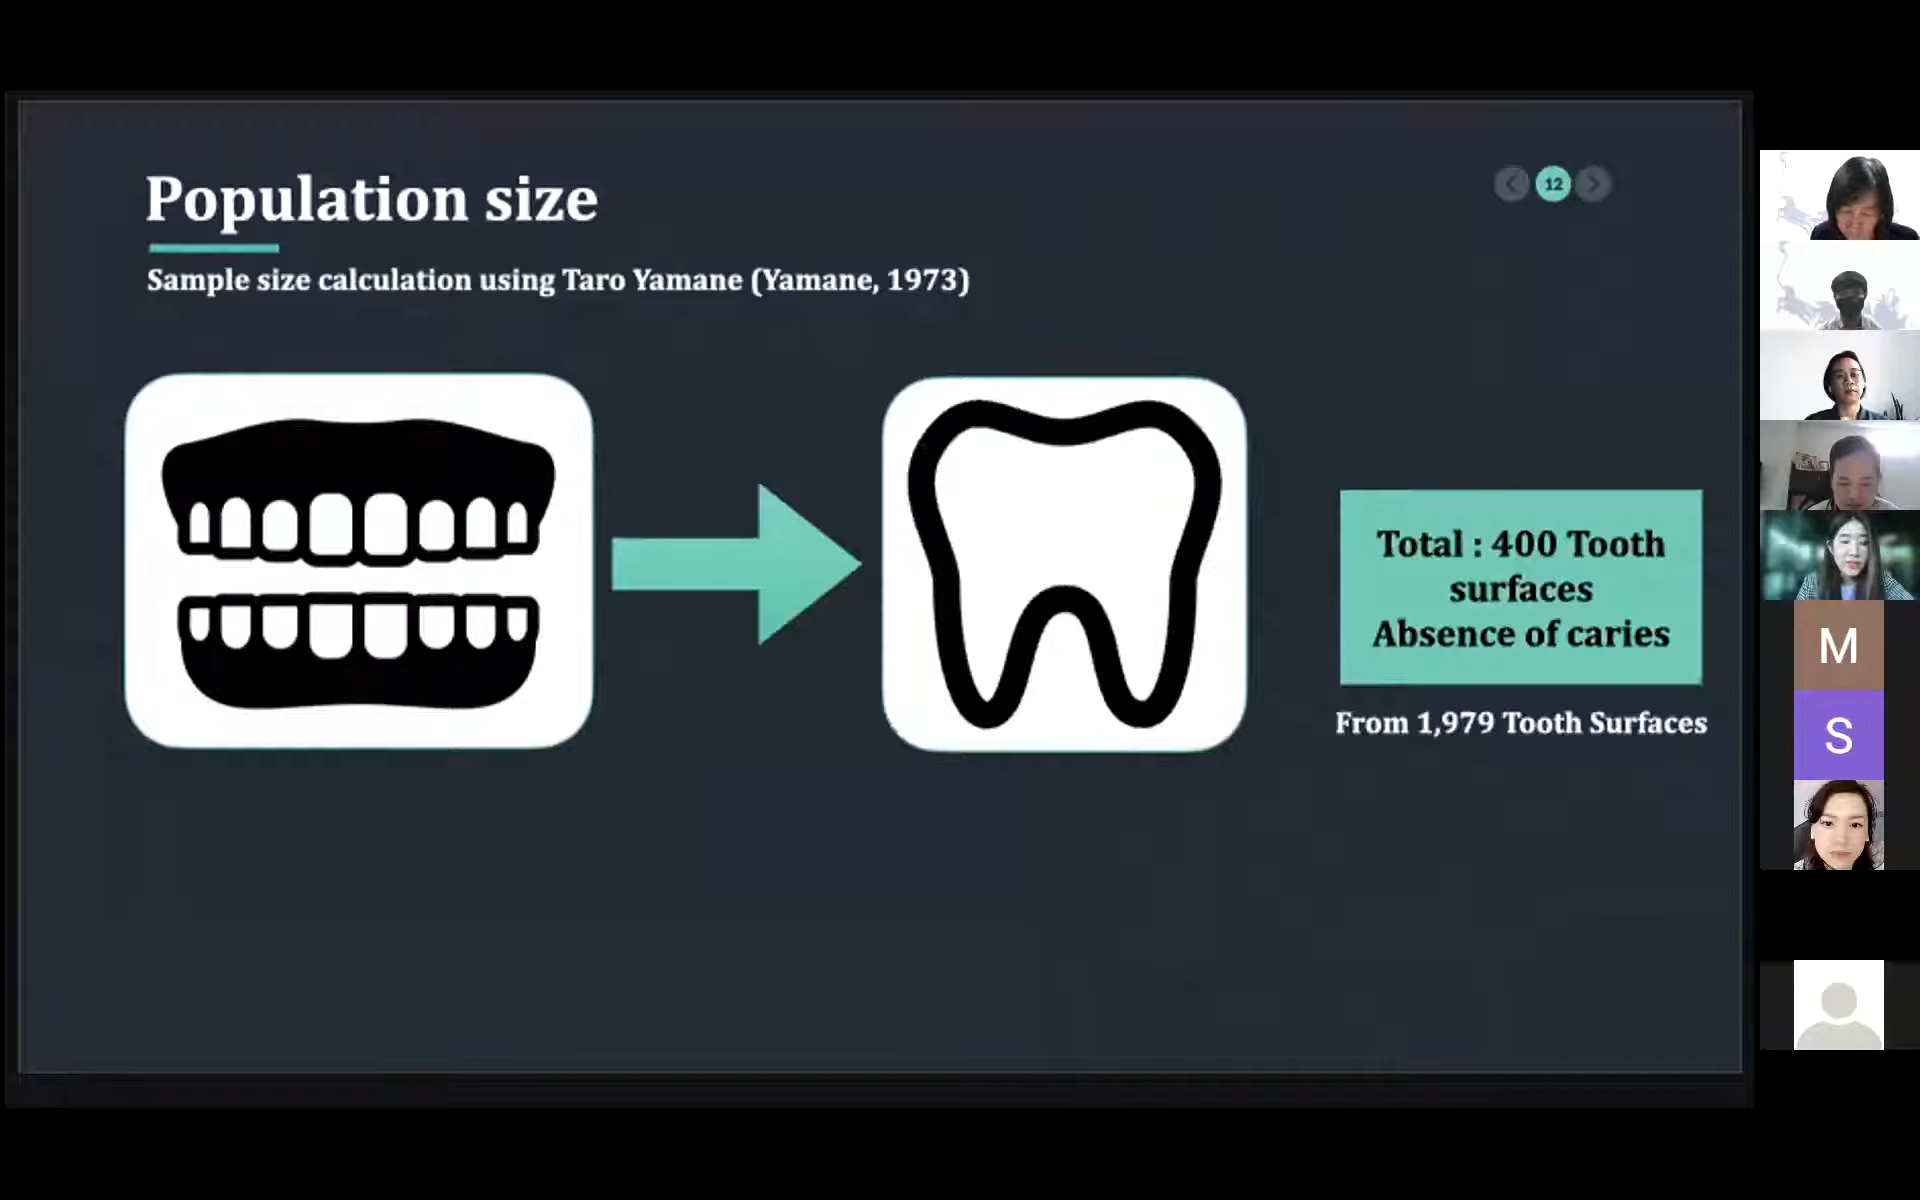 Population size
12
Sample size calculation using Taro Yamane (Yamane, 1973)
Total : 400 Tooth
surfaces
Absence of caries
From 1,979 Tooth Surfaces
M
S